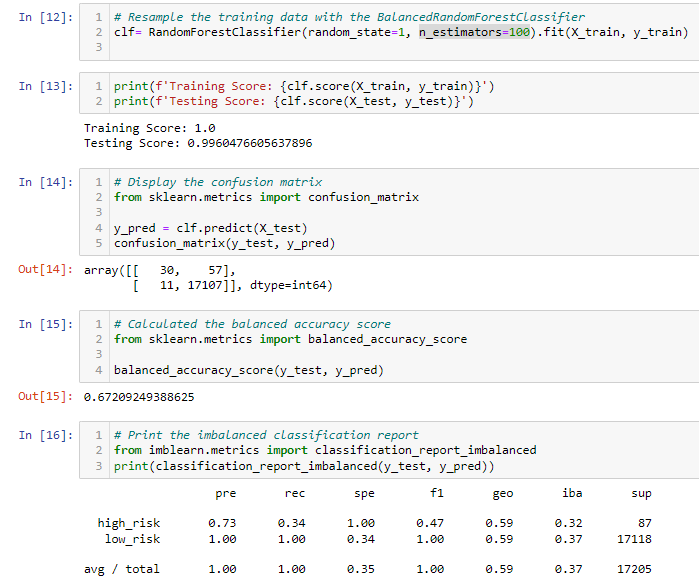 In [12]:
1 # Resample the training data with the BalancedRandomForestClassifier
2 clf= RandomForestClassifier(random_state=1, n_estimators=100).fit(X_train, y_train)
3
In [13]:
1 print(f'Training Score: {clf.score(X_train, y_train)}')
2 print(f'Testing Score: {clf.score(X_test, y_test)}')
Training Score: 1.0
Testing Score: 0.9960476605637896
In [14]:
1 # Display the confusion matrix
2 from sklearn.metrics import confusion_matrix
3
4 y_pred = clf.predict(X_test)
5 confusion_matrix(y_test, y_pred)
Out[14]: array([[   30,    57],
       [   11, 17107]], dtype=int64)
In [15]:
1 # Calculated the balanced accuracy score
2 from sklearn.metrics import balanced_accuracy_score
3
4 balanced_accuracy_score(y_test, y_pred)
Out[15]: 0.67209249388625
In [16]:
1 # Print the imbalanced classification report
2 from imblearn.metrics import classification_report_imbalanced
3 print(classification_report_imbalanced(y_test, y_pred))
pre rec spe f1 geo iba sup
high_risk 0.73 0.34 1.00 0.47 0.59 0.32 87
low_risk 1.00 1.00 0.34 1.00 0.59 0.37 17118
avg / total 1.00 1.00 0.35 1.00 0.59 0.37 17205